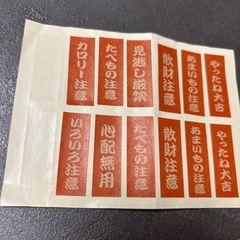 やったね大吉
あまいもの注意
散財注意
見逃し厳禁
たべもの注意
カロリー注意
やったね大吉
あまいもの注意
散財注意
たべもの注意
心配無用
いろいろ注意